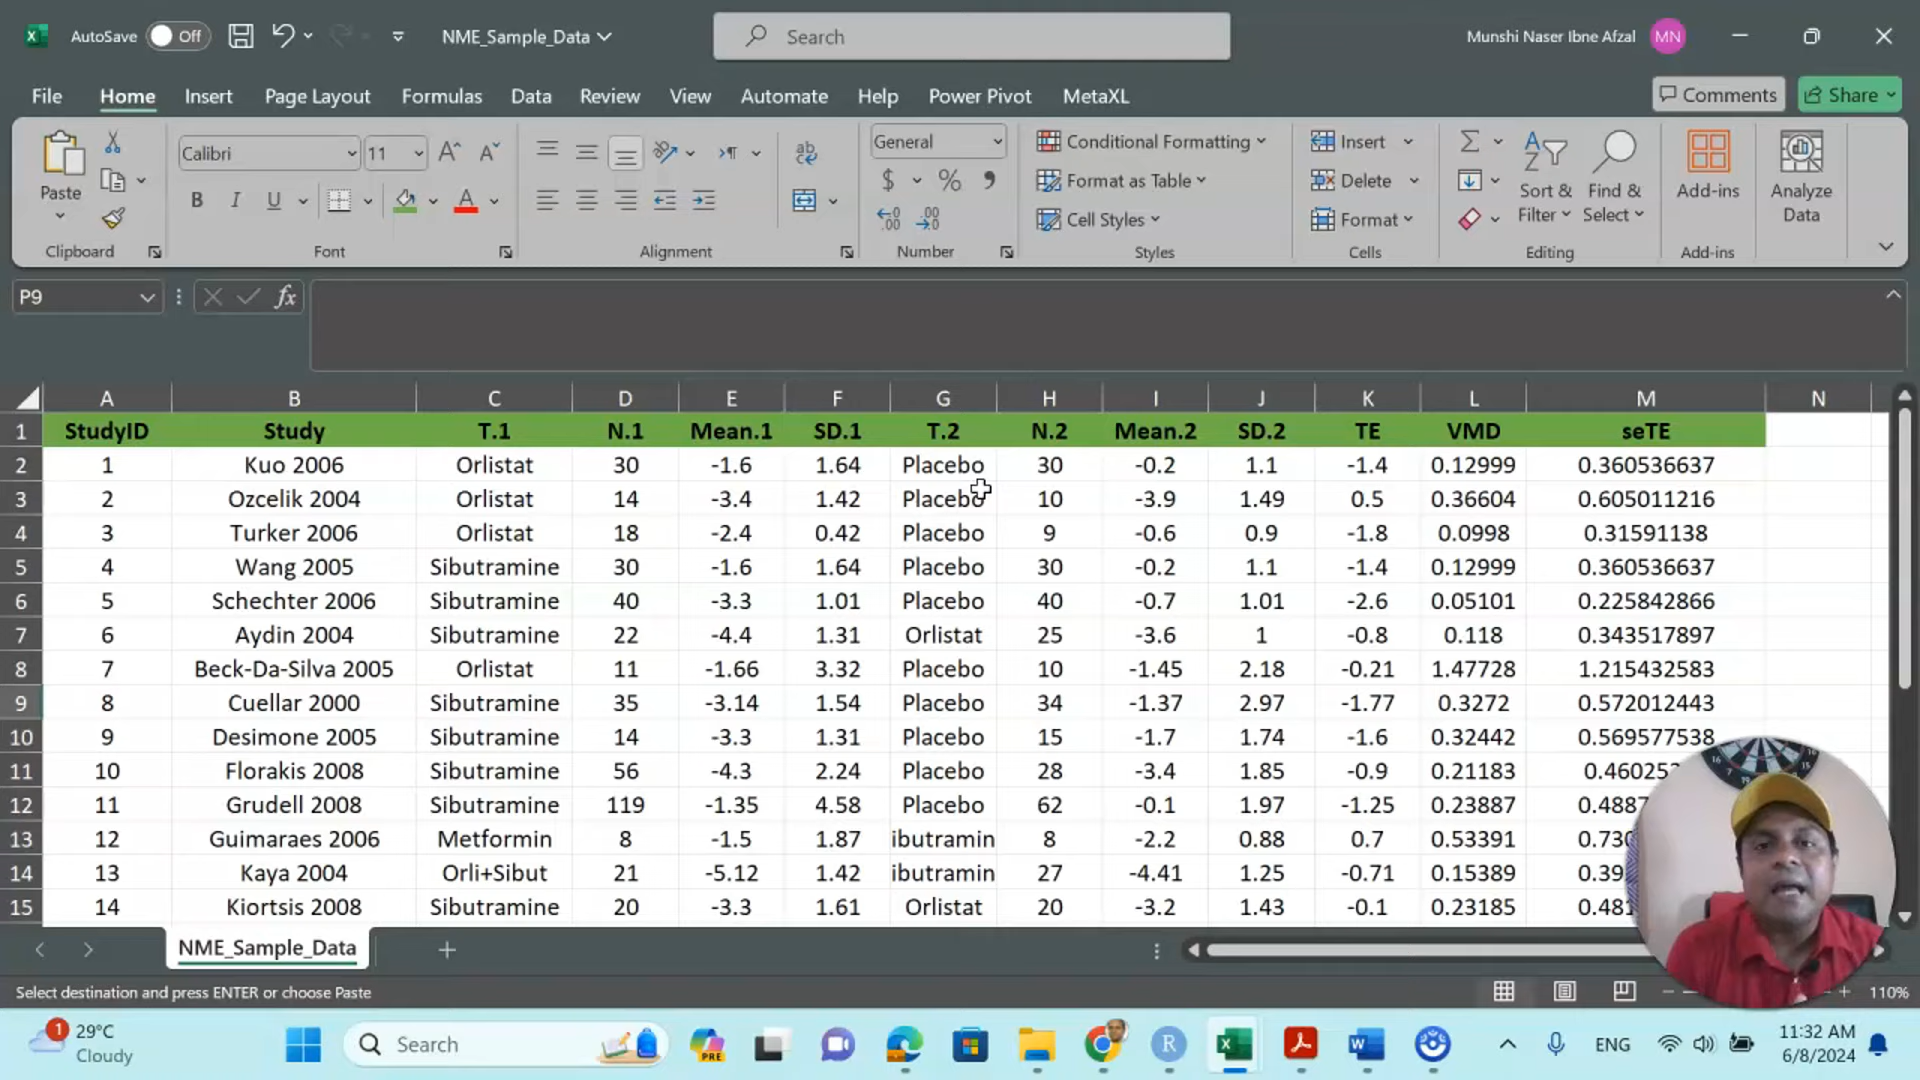 AutoSave Off NME_Sample_Data Search Munshi Naser Ibne Afzal MN
File Home Insert Page Layout Formulas Data Review View Automate Help Power Pivot MetaXL Comments Share
Paste Calibri 11 General Conditional Formatting Insert
B I U A $ % Format as Table Delete Sort & Filter Find & Select Add-ins Analyze Data
Cell Styles Format
Clipboard Font Alignment Number Styles Cells Editing Add-ins
P9 fx
A B C D E F G H I J K L M N
1 StudyID Study T.1 N.1 Mean.1 SD.1 T.2 N.2 Mean.2 SD.2 TE VMD seTE
2 1 Kuo 2006 Orlistat 30 -1.6 1.64 Placebo 30 -0.2 1.1 -1.4 0.12999 0.360536637
3 2 Ozcelik 2004 Orlistat 14 -3.4 1.42 Placebo 10 -3.9 1.49 0.5 0.36604 0.605011216
4 3 Turker 2006 Orlistat 18 -2.4 0.42 Placebo 9 -0.6 0.9 -1.8 0.0998 0.31591138
5 4 Wang 2005 Sibutramine 30 -1.6 1.64 Placebo 30 -0.2 1.1 -1.4 0.12999 0.360536637
6 5 Schechter 2006 Sibutramine 40 -3.3 1.01 Placebo 40 -0.7 1.01 -2.6 0.05101 0.225842866
7 6 Aydin 2004 Sibutramine 22 -4.4 1.31 Orlistat 25 -3.6 1 -0.8 0.118 0.343517897
8 7 Beck-Da-Silva 2005 Orlistat 11 -1.66 3.32 Placebo 10 -1.45 2.18 -0.21 1.47728 1.215432583
9 8 Cuellar 2000 Sibutramine 35 -3.14 1.54 Placebo 34 -1.37 2.97 -1.77 0.3272 0.572012443
10 9 Desimone 2005 Sibutramine 14 -3.3 1.31 Placebo 15 -1.7 1.74 -1.6 0.32442 0.569577538
11 10 Florakis 2008 Sibutramine 56 -4.3 2.24 Placebo 28 -3.4 1.85 -0.9 0.21183 0.46025
12 11 Grudell 2008 Sibutramine 119 -1.35 4.58 Placebo 62 -0.1 1.97 -1.25 0.23887 0.4887
13 12 Guimaraes 2006 Metformin 8 -1.5 1.87 ibutramin 8 -2.2 0.88 0.7 0.53391 0.730
14 13 Kaya 2004 Orli+Sibut 21 -5.12 1.42 ibutramin 27 -4.41 1.25 -0.71 0.15389 0.39
15 14 Kiortsis 2008 Sibutramine 20 -3.3 1.61 Orlistat 20 -3.2 1.43 -0.1 0.23185 0.481
NME_Sample_Data
Select destination and press ENTER or choose Paste 110%
1 29°C Cloudy Search PRE R ENG 11:32 AM
6/8/2024